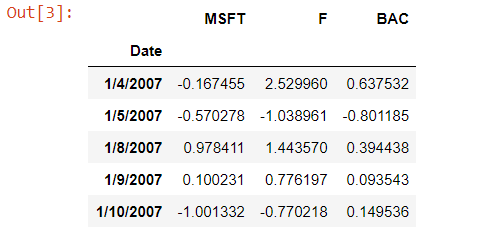 Out[3]:
MSFT F BAC
Date
1/4/2007 -0.167455 2.529960 0.637532
1/5/2007 -0.570278 -1.038961 -0.801185
1/8/2007 0.978411 1.443570 0.394438
1/9/2007 0.100231 0.776197 0.093543
1/10/2007 -1.001332 -0.770218 0.149536